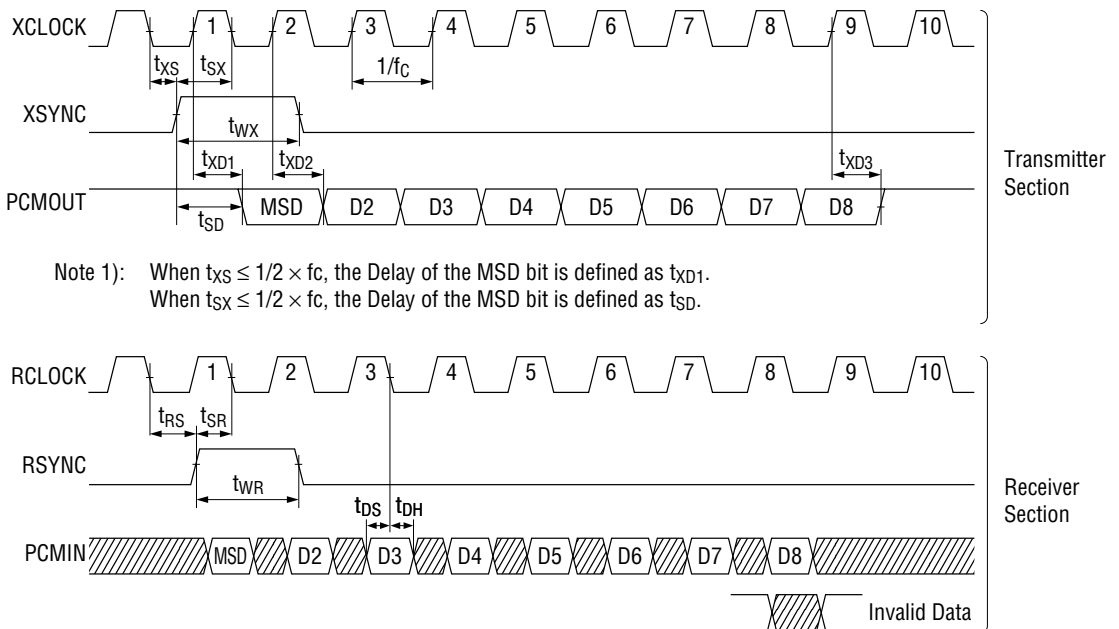 XCLOCK 1 2 3 4 5 6 7 8 9 10
tXS tSX 1/fC
XSYNC
tWX
tXD1 tXD2 tXD3
PCMOUT MSD D2 D3 D4 D5 D6 D7 D8
tSD
Transmitter
Section
Note 1): When tXS ≤ 1/2 × fc, the Delay of the MSD bit is defined as tXD1.
When tSX ≤ 1/2 × fc, the Delay of the MSD bit is defined as tSD.
RCLOCK 1 2 3 4 5 6 7 8 9 10
tRS tSR
RSYNC
tWR
tDS tDH
PCMIN MSD D2 D3 D4 D5 D6 D7 D8
Receiver
Section
Invalid Data